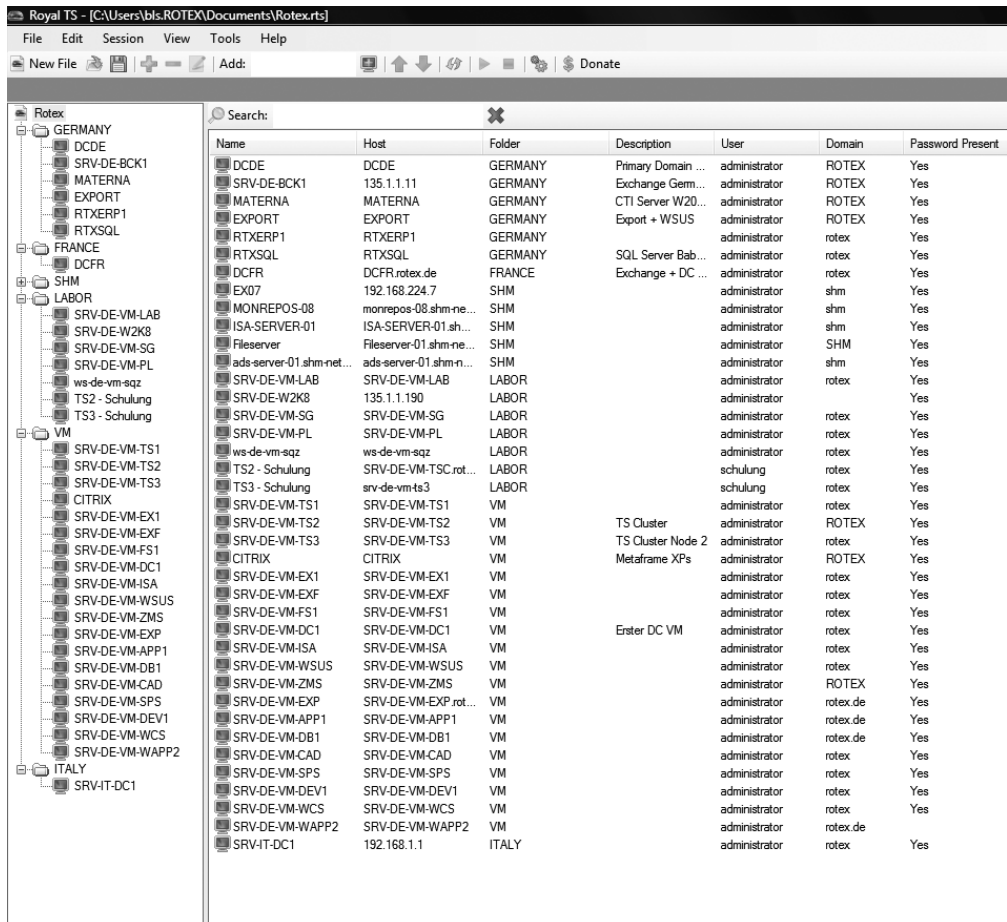 Royal TS - [C:\Users\bls.ROTEX\Documents\Rotex.rts]
File Edit Session View Tools Help
New File Add: Donate
Rotex
GERMANY
DCDE
SRV-DE-BCK1
MATERNA
EXPORT
RTXERP1
RTXSQL
FRANCE
DCFR
SHM
LABOR
SRV-DE-VM-LAB
SRV-DE-W2K8
SRV-DE-VM-SG
SRV-DE-VM-PL
ws-de-vm-sqz
TS2 - Schulung
TS3 - Schulung
VM
SRV-DE-VM-TS1
SRV-DE-VM-TS2
SRV-DE-VM-TS3
CITRIX
SRV-DE-VM-EX1
SRV-DE-VM-EXF
SRV-DE-VM-FS1
SRV-DE-VM-DC1
SRV-DE-VM-ISA
SRV-DE-VM-WSUS
SRV-DE-VM-ZMS
SRV-DE-VM-EXP
SRV-DE-VM-APP1
SRV-DE-VM-DB1
SRV-DE-VM-CAD
SRV-DE-VM-SPS
SRV-DE-VM-DEV1
SRV-DE-VM-WCS
SRV-DE-VM-WAPP2
ITALY
SRV-IT-DC1
Search:
Name Host Folder Description User Domain Password Present
DCDE DCDE GERMANY Primary Domain ... administrator ROTEX Yes
SRV-DE-BCK1 135.1.1.11 GERMANY Exchange Germ... administrator ROTEX Yes
MATERNA MATERNA GERMANY CTI Server W20... administrator ROTEX Yes
EXPORT EXPORT GERMANY Export + WSUS administrator ROTEX Yes
RTXERP1 RTXERP1 GERMANY administrator rotex Yes
RTXSQL RTXSQL GERMANY SQL Server Bab... administrator rotex Yes
DCFR DCFR.rotex.de FRANCE Exchange + DC ... administrator rotex Yes
EX07 192.168.224.7 SHM administrator shm Yes
MONREPOS-08 monrepos-08.shm-ne... SHM administrator shm Yes
ISA-SERVER-01 ISA-SERVER-01.sh... SHM administrator shm Yes
Fileserver Fileserver-01.shm-ne... SHM administrator SHM Yes
ads-server-01.shm-net... ads-server-01.shm-n... SHM administrator shm Yes
SRV-DE-VM-LAB SRV-DE-VM-LAB LABOR administrator rotex Yes
SRV-DE-W2K8 135.1.1.190 LABOR administrator Yes
SRV-DE-VM-SG SRV-DE-VM-SG LABOR administrator rotex Yes
SRV-DE-VM-PL SRV-DE-VM-PL LABOR administrator rotex Yes
ws-de-vm-sqz ws-de-vm-sqz LABOR administrator rotex Yes
TS2 - Schulung SRV-DE-VM-TSC.rot... LABOR schulung rotex Yes
TS3 - Schulung srv-de-vm-ts3 LABOR schulung rotex Yes
SRV-DE-VM-TS1 SRV-DE-VM-TS1 VM administrator rotex Yes
SRV-DE-VM-TS2 SRV-DE-VM-TS2 VM TS Cluster administrator ROTEX Yes
SRV-DE-VM-TS3 SRV-DE-VM-TS3 VM TS Cluster Node 2 administrator rotex Yes
CITRIX CITRIX VM Metaframe XPs administrator ROTEX Yes
SRV-DE-VM-EX1 SRV-DE-VM-EX1 VM administrator rotex Yes
SRV-DE-VM-EXF SRV-DE-VM-EXF VM administrator rotex Yes
SRV-DE-VM-FS1 SRV-DE-VM-FS1 VM administrator rotex Yes
SRV-DE-VM-DC1 SRV-DE-VM-DC1 VM Erster DC VM administrator rotex Yes
SRV-DE-VM-ISA SRV-DE-VM-ISA VM administrator rotex Yes
SRV-DE-VM-WSUS SRV-DE-VM-WSUS VM administrator rotex Yes
SRV-DE-VM-ZMS SRV-DE-VM-ZMS VM administrator ROTEX Yes
SRV-DE-VM-EXP SRV-DE-VM-EXP.rot... VM administrator rotex.de Yes
SRV-DE-VM-APP1 SRV-DE-VM-APP1 VM administrator rotex.de Yes
SRV-DE-VM-DB1 SRV-DE-VM-DB1 VM administrator rotex.de Yes
SRV-DE-VM-CAD SRV-DE-VM-CAD VM administrator rotex Yes
SRV-DE-VM-SPS SRV-DE-VM-SPS VM administrator rotex Yes
SRV-DE-VM-DEV1 SRV-DE-VM-DEV1 VM administrator rotex Yes
SRV-DE-VM-WCS SRV-DE-VM-WCS VM administrator rotex Yes
SRV-DE-VM-WAPP2 SRV-DE-VM-WAPP2 VM administrator rotex.de
SRV-IT-DC1 192.168.1.1 ITALY administrator rotex Yes